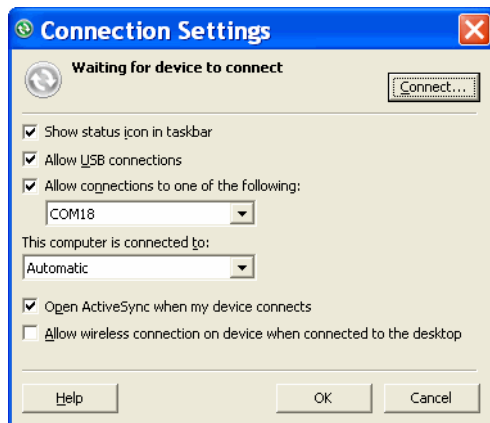 Connection Settings
Waiting for device to connect
Connect...
Show status icon in taskbar
Allow USB connections
Allow connections to one of the following:
COM18
This computer is connected to:
Automatic
Open ActiveSync when my device connects
Allow wireless connection on device when connected to the desktop
Help OK Cancel